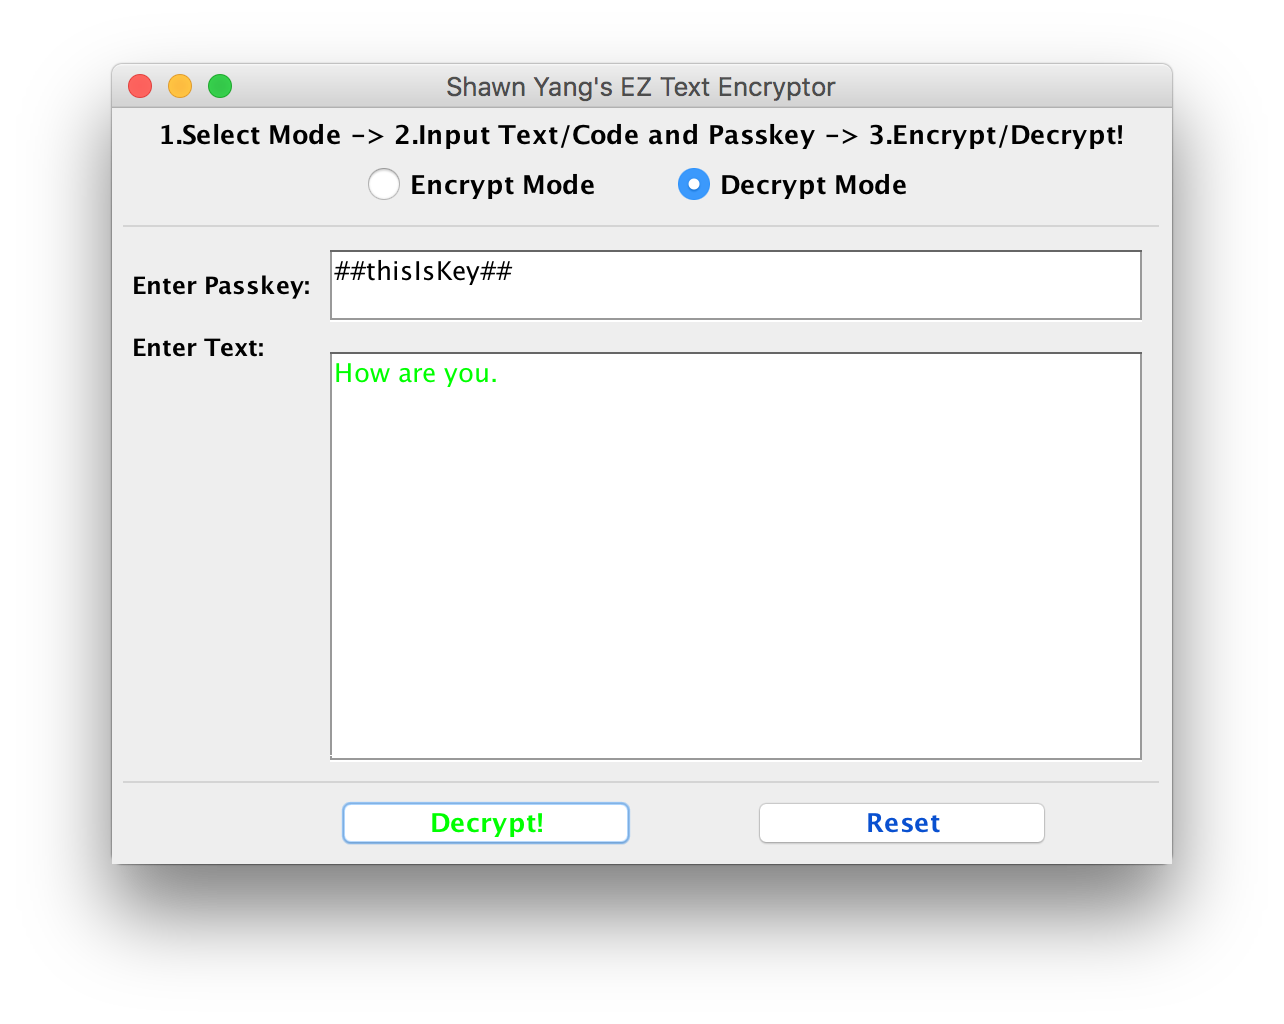 Shawn Yang's EZ Text Encryptor
1.Select Mode -> 2.Input Text/Code and Passkey -> 3.Encrypt/Decrypt!
Encrypt Mode Decrypt Mode
Enter Passkey: ##thisIsKey##
Enter Text:
How are you.
Decrypt! Reset